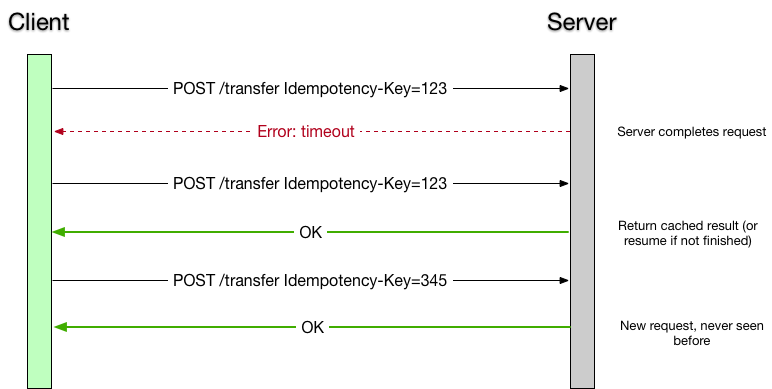 Client
Server
POST /transfer Idempotency-Key=123
Error: timeout
Server completes request
POST /transfer Idempotency-Key=123
OK
Return cached result (or
resume if not finished)
POST /transfer Idempotency-Key=345
OK
New request, never seen
before